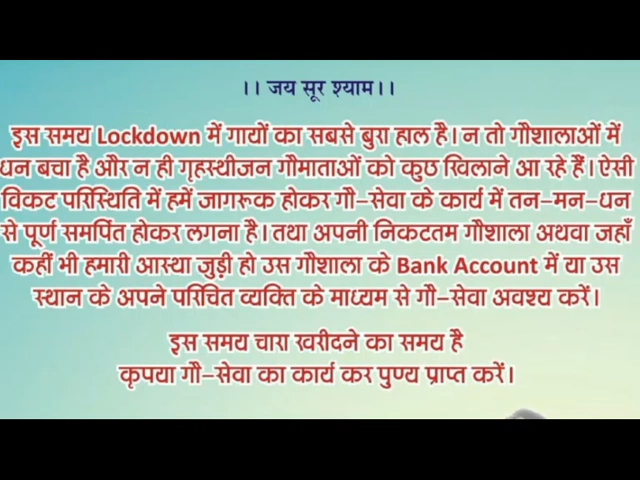 ।। जय सूर श्याम।।
इस समय Lockdown में गायों का सबसे बुरा हाल है। न तो गौशालाओं में
धन बचा है और न ही गृहस्थीजन गौमाताओं को कुछ खिलाने आ रहे हैं। ऐसी
विकट परिस्थिति में हमें जागरूक होकर गौ-सेवा के कार्य में तन-मन-धन
से पूर्ण समर्पित होकर लगना है। तथा अपनी निकटतम गौशाला अथवा जहाँ
कहीं भी हमारी आस्था जुड़ी हो उस गौशाला के Bank Account में या उस
स्थान के अपने परिचित व्यक्ति के माध्यम से गौ-सेवा अवश्य करें।
इस समय चारा खरीदने का समय है
कृपया गौ-सेवा का कार्य कर पुण्य प्राप्त करें।